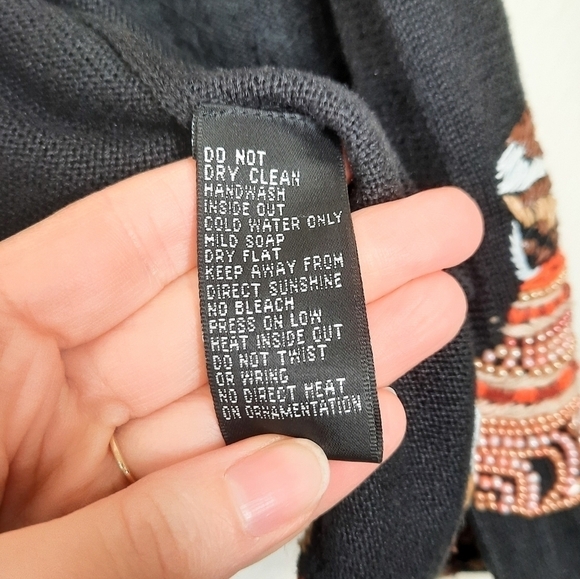 DO NOT
DRY CLEAN
HANDWASH
INSIDE OUT
COLD WATER ONLY
MILD SOAP
DRY FLAT
KEEP AWAY FROM
DIRECT SUNSHINE
NO BLEACH
PRESS ON LOW
HEAT INSIDE OUT
DO NOT TWIST
OR WRING
NO DIRECT HEAT
ON ORNAMENTATION